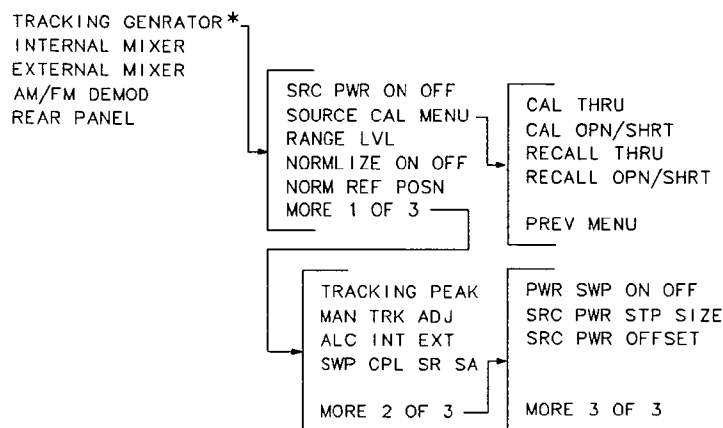 TRACKING GENRATOR*
INTERNAL MIXER
EXTERNAL MIXER
AM/FM DEMOD
REAR PANEL
SRC PWR ON OFF
SOURCE CAL MENU
RANGE LVL
NORMLIZE ON OFF
NORM REF POSN
MORE 1 OF 3
CAL THRU
CAL OPN/SHRT
RECALL THRU
RECALL OPN/SHRT
PREV MENU
TRACKING PEAK
MAN TRK ADJ
ALC INT EXT
SWP CPL SR SA
MORE 2 OF 3
PWR SWP ON OFF
SRC PWR STP SIZE
SRC PWR OFFSET
MORE 3 OF 3